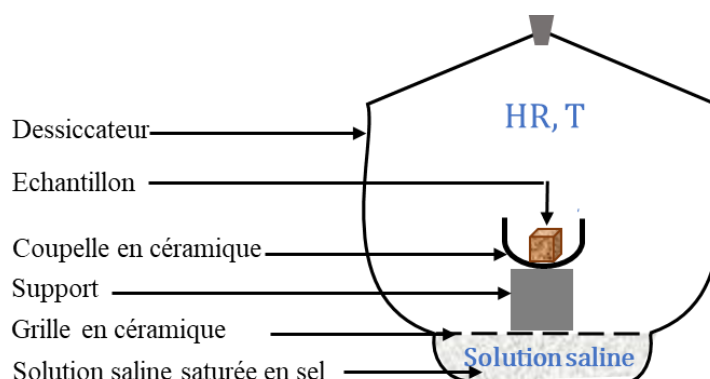 HR, T
Dessiccateur
Echantillon
Coupelle en céramique
Support
Grille en céramique
Solution saline
Solution saline saturée en sel